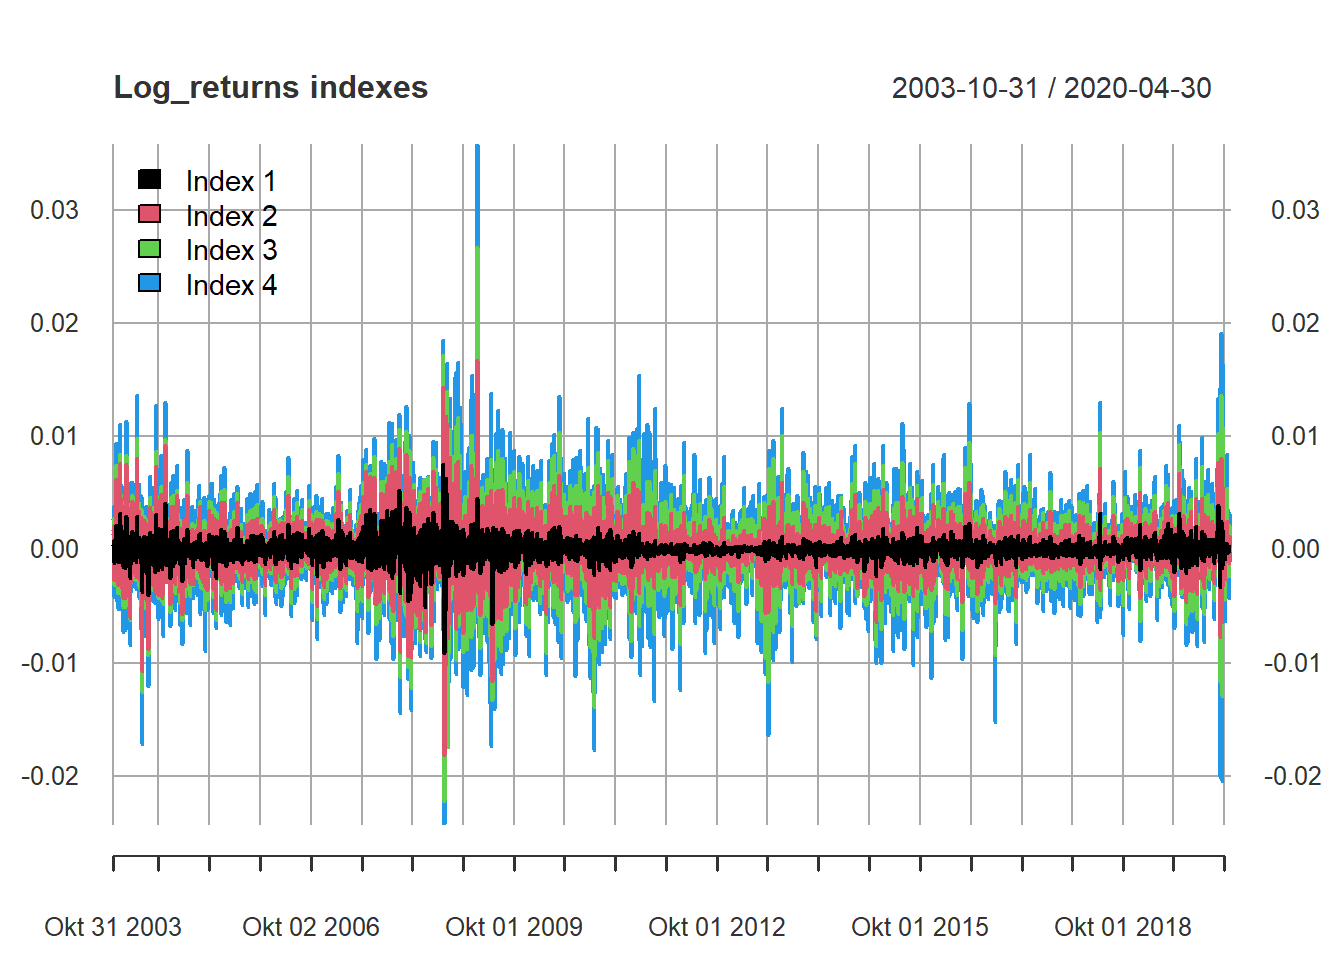 Log_returns indexes
2003-10-31 / 2020-04-30
Index 1
Index 2
Index 3
Index 4
0.03
0.02
0.01
0.00
-0.01
-0.02
0.03
0.02
0.01
0.00
-0.01
-0.02
Okt 31 2003
Okt 02 2006
Okt 01 2009
Okt 01 2012
Okt 01 2015
Okt 01 2018